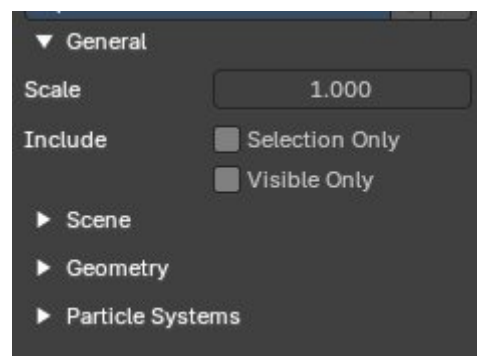 General
Scale 1.000
Include Selection Only
Visible Only
Scene
Geometry
Particle Systems